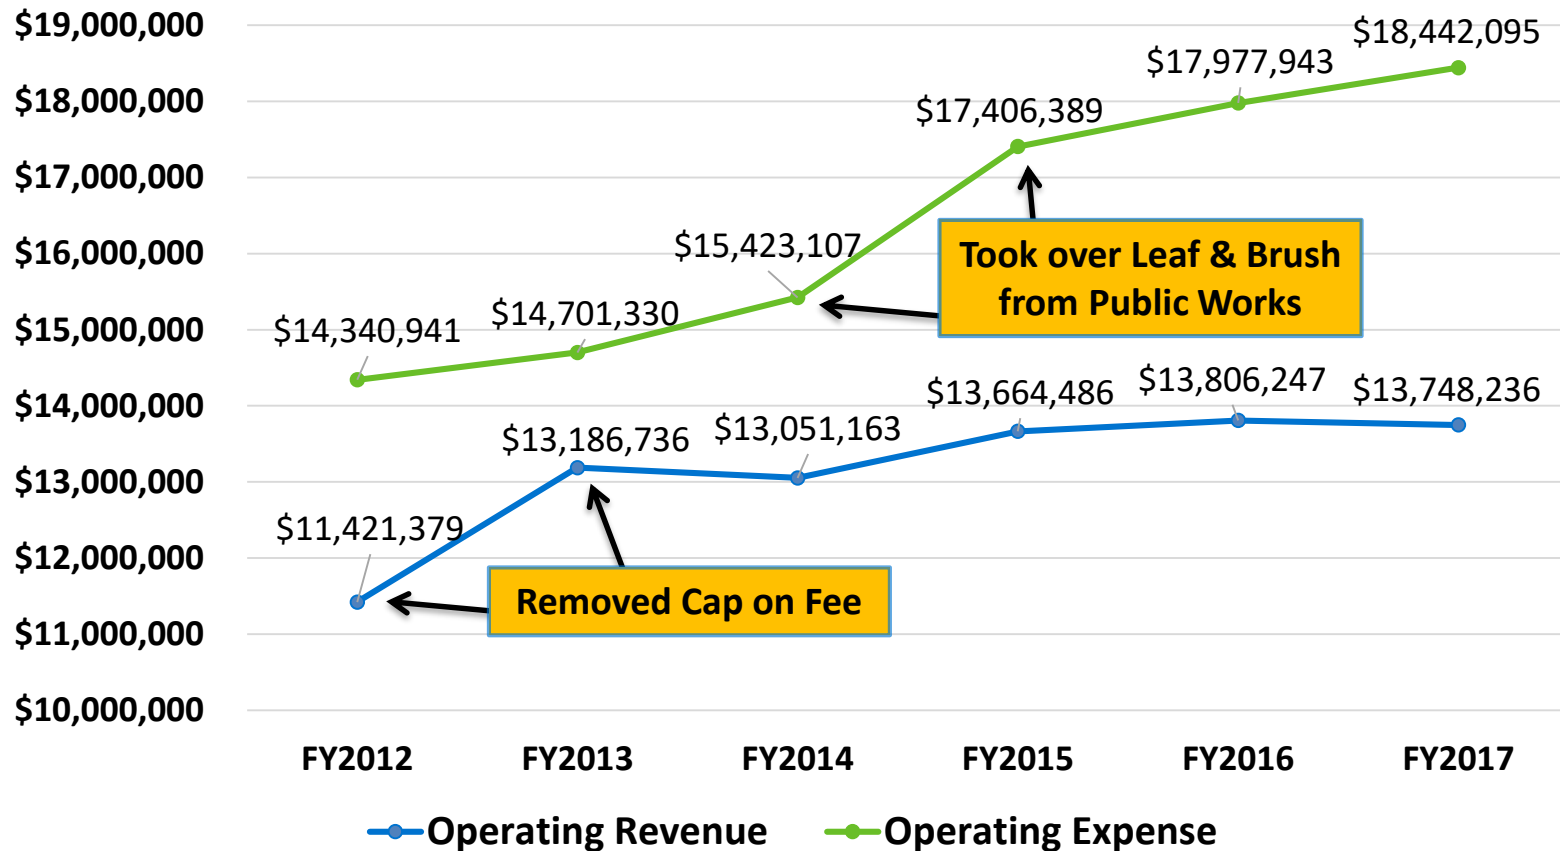 $19,000,000
$18,000,000
$17,000,000
$16,000,000
$15,000,000
$14,000,000
$13,000,000
$12,000,000
$11,000,000
$10,000,000
$14,340,941
$14,701,330
$15,423,107
$17,406,389
$17,977,943
$18,442,095
Took over Leaf & Brush
from Public Works
$11,421,379
$13,186,736
$13,051,163
$13,664,486
$13,806,247
$13,748,236
Removed Cap on Fee
FY2012
FY2013
FY2014
FY2015
FY2016
FY2017
Operating Revenue
Operating Expense